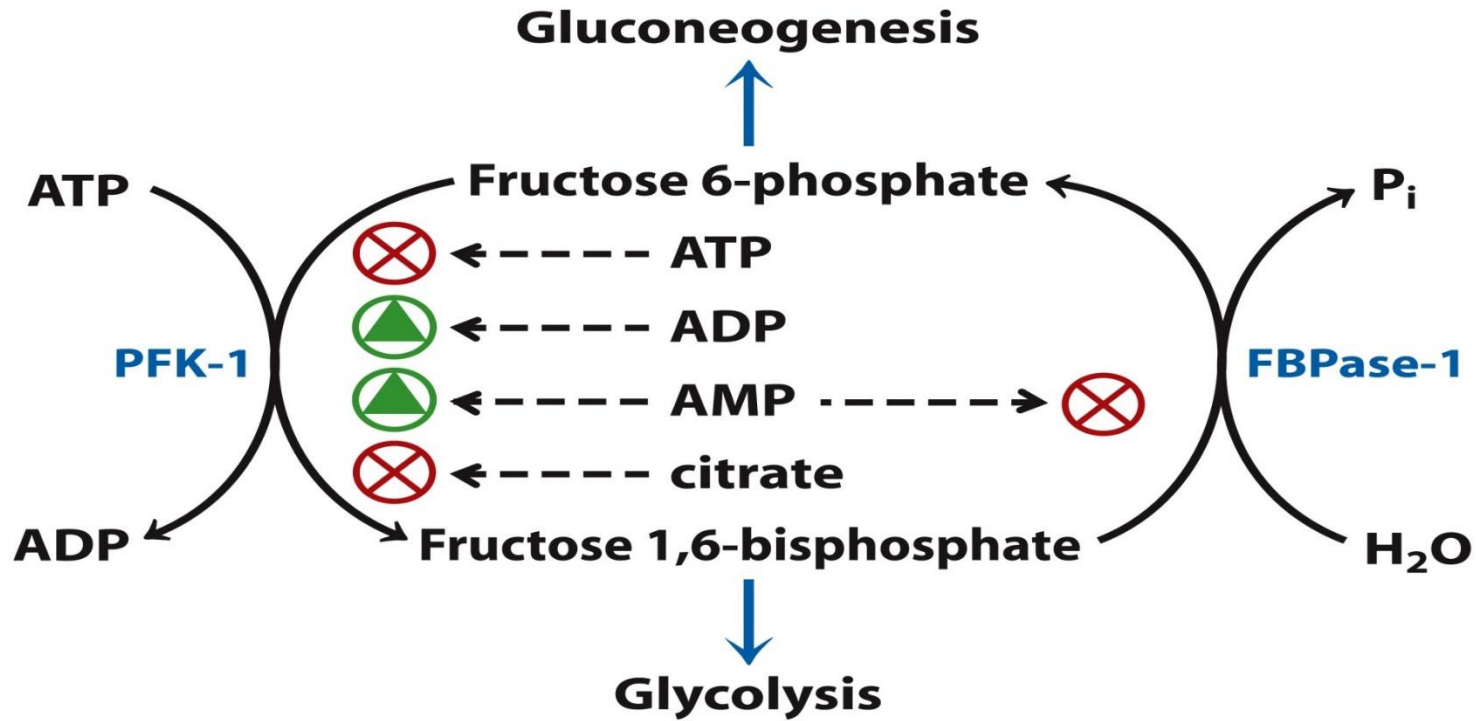 Gluconeogenesis
ATP
Fructose 6-phosphate
Pi
ATP
ADP
PFK-1
FBPase-1
AMP
citrate
ADP
Fructose 1,6-bisphosphate
H2O
Glycolysis